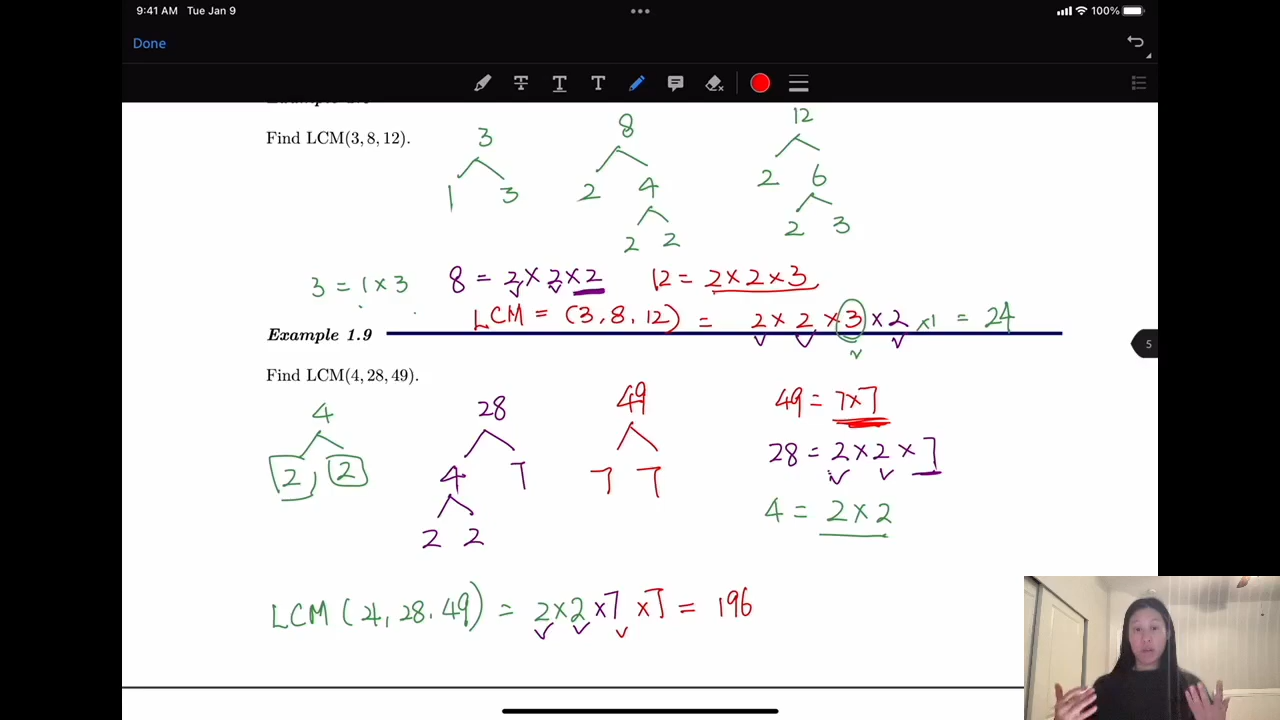 9:41 AM Tue Jan 9
100%
Done
Find LCM(3, 8, 12).
3
8
12
1 3
2 4
2 6
2 2
2 3
3 = 1 × 3
8 = 2 × 2 × 2
12 = 2 × 2 × 3
LCM = (3, 8, 12) = 2 × 2 × 3 × 2 × 1 = 24
Example 1.9
5
Find LCM(4, 28, 49).
4
28
49
2, 2
4 7
7 7
2 2
49 = 7×7
28 = 2 × 2 × 7
4 = 2 × 2
LCM (4, 28, 49) = 2 × 2 × 7 × 7 = 196